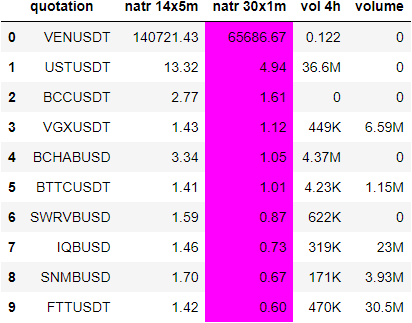 quotation natr 14x5m natr 30x1m vol 4h volume
0 VENUSDT 140721.43 65686.67 0.122 0
1 USTUSDT 13.32 4.94 36.6M 0
2 BCCUSDT 2.77 1.61 0 0
3 VGXUSDT 1.43 1.12 449K 6.59M
4 BCHABUSD 3.34 1.05 4.37M 0
5 BTTCUSDT 1.41 1.01 4.23K 1.15M
6 SWRVBUSD 1.59 0.87 622K 0
7 IQBUSD 1.46 0.73 319K 23M
8 SNMBUSD 1.70 0.67 171K 3.93M
9 FTTUSDT 1.42 0.60 470K 30.5M